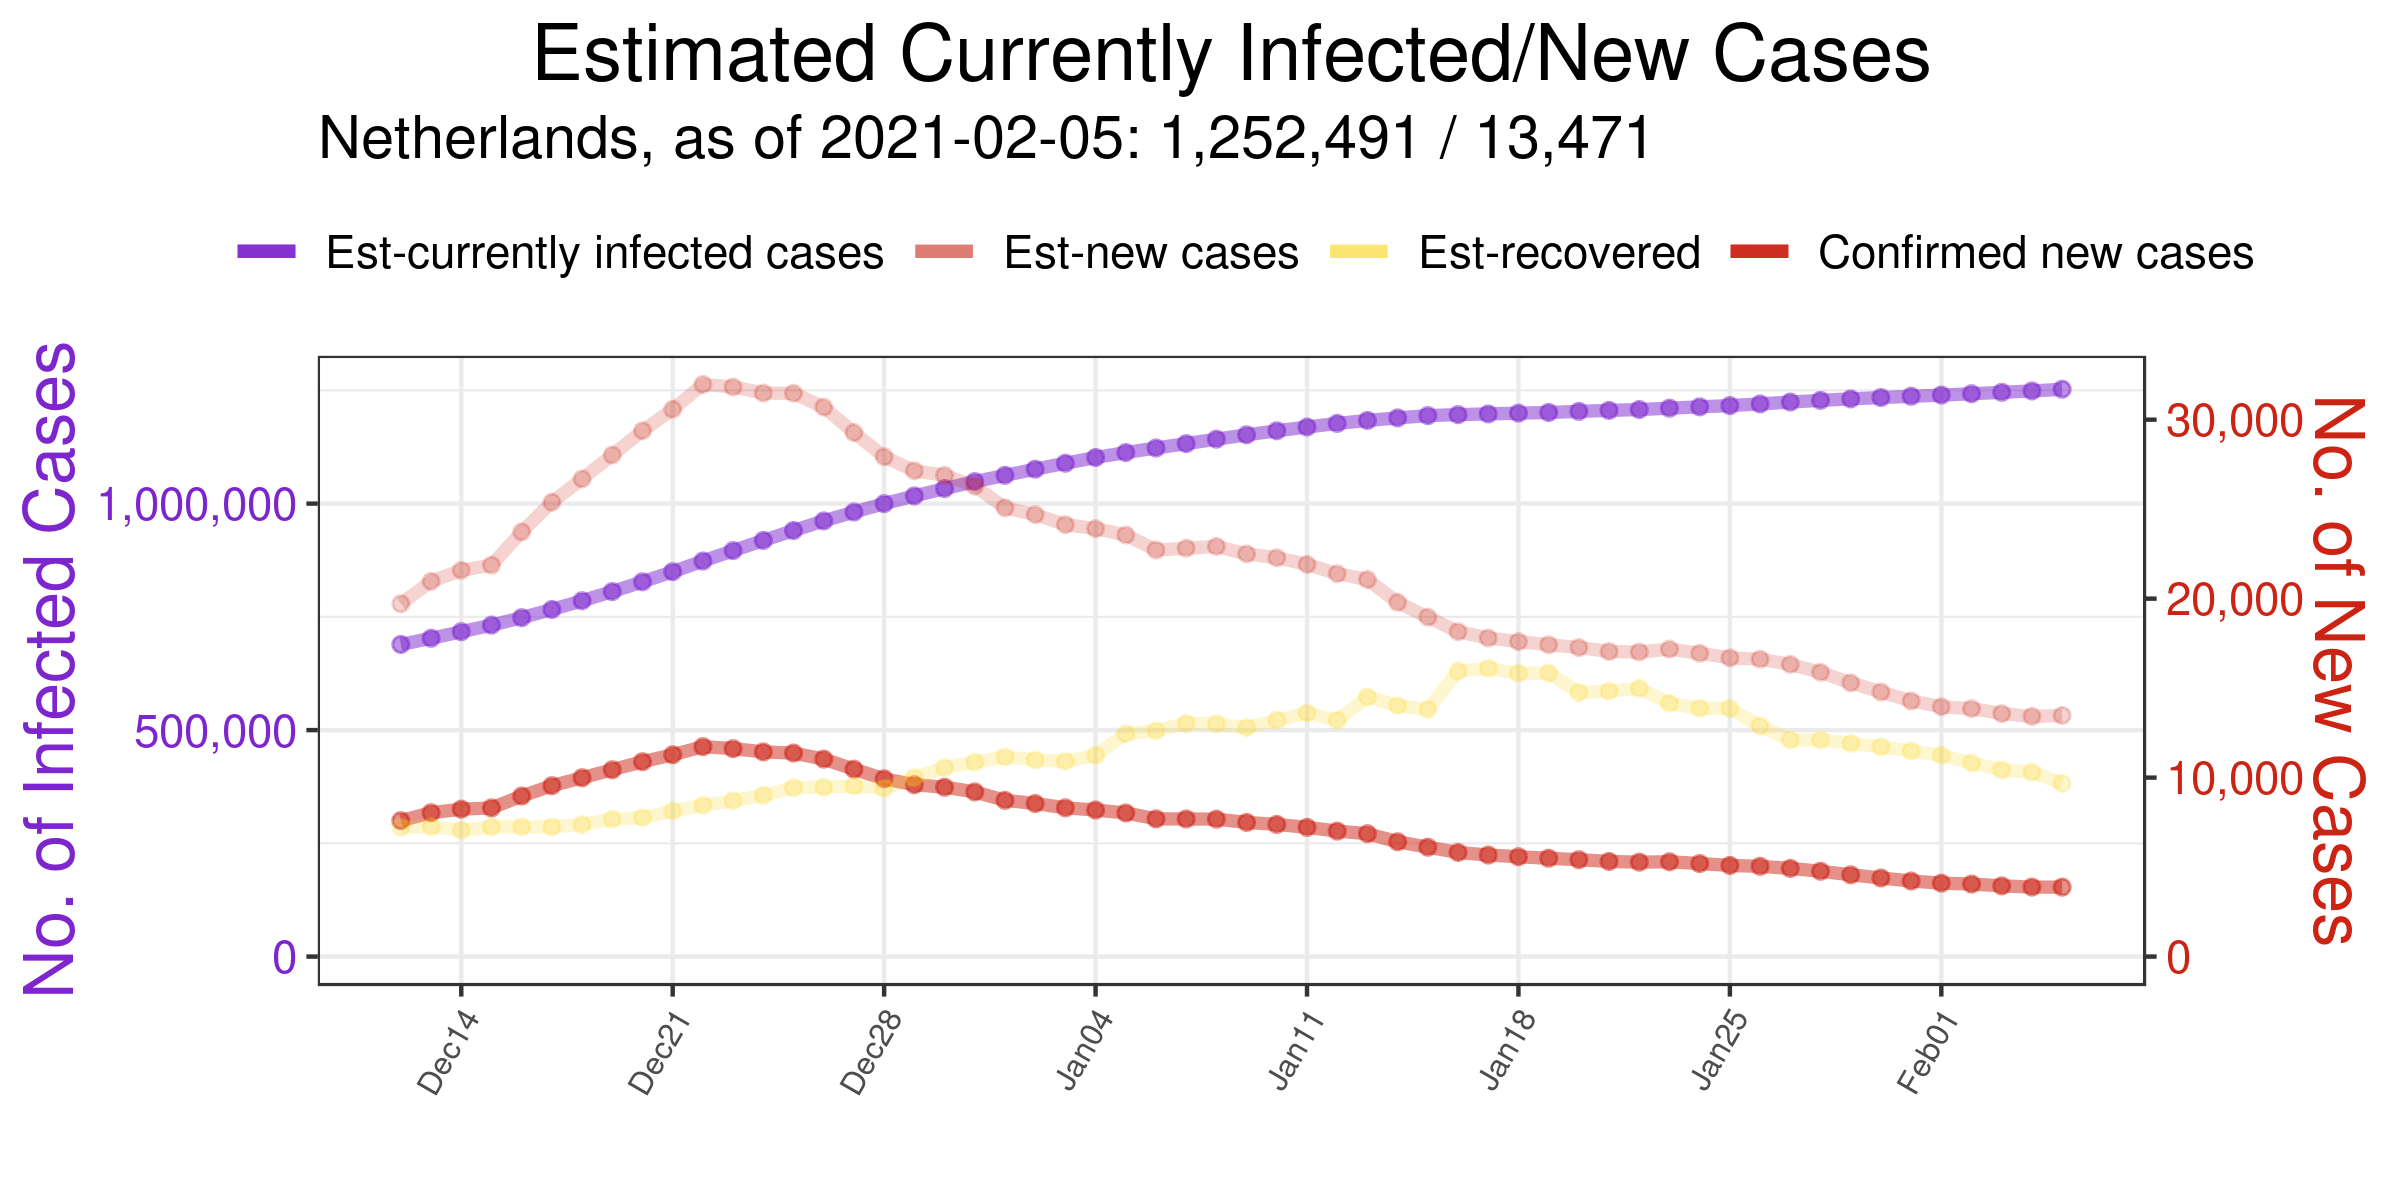 Estimated Currently Infected/New Cases
Netherlands, as of 2021-02-05: 1,252,491 / 13,471
Est-currently infected cases Est-new cases Est-recovered Confirmed new cases
No. of Infected Cases
1,000,000
500,000
0
30,000
20,000
10,000
0
No. of New Cases
Dec14 Dec21 Dec28 Jan04 Jan11 Jan18 Jan25 Feb01